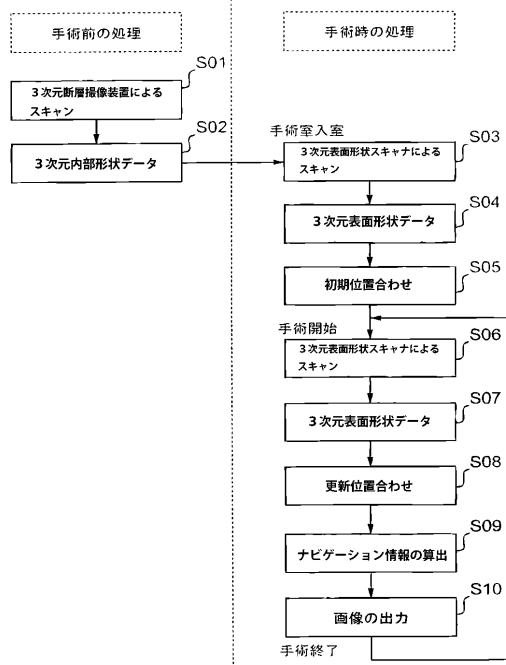 手術前の処理
S01
3次元断層撮像装置による
スキャン
S02
3次元内部形状データ
手術時の処理
手術室入室
S03
3次元表面形状スキャナによる
スキャン
S04
3次元表面形状データ
S05
初期位置合わせ
手術開始
S06
3次元表面形状スキャナによる
スキャン
S07
3次元表面形状データ
S08
更新位置合わせ
S09
ナビゲーション情報の算出
S10
画像の出力
手術終了